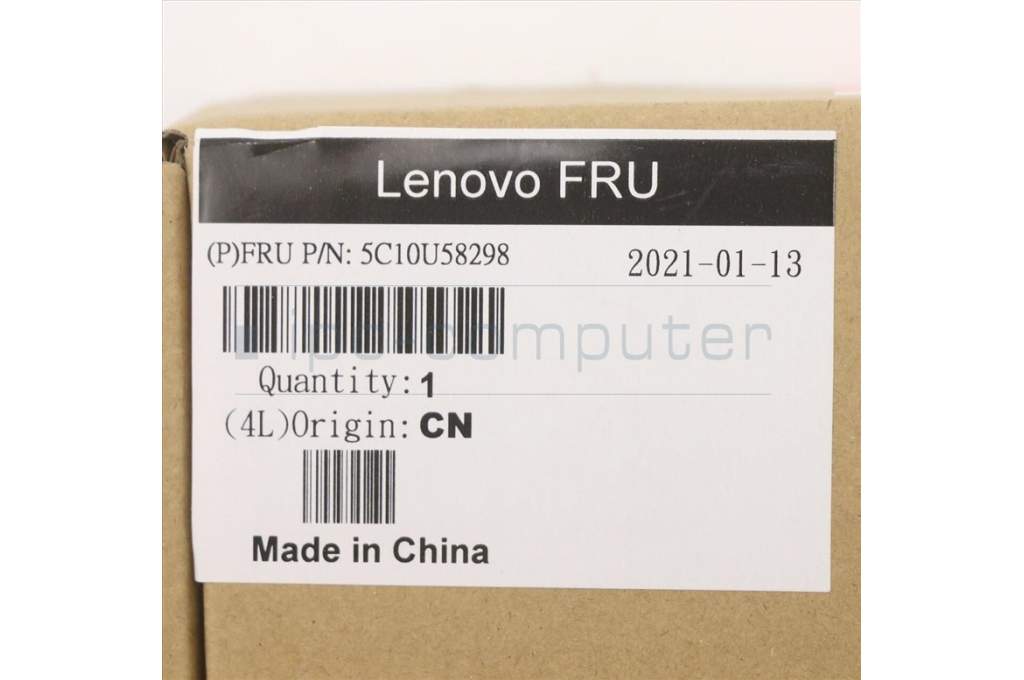 Lenovo FRU
(P)FRU P/N: 5C10U58298
2021-01-13
ipc-computer
Quantity:1
(4L)Origin:CN
Made in China